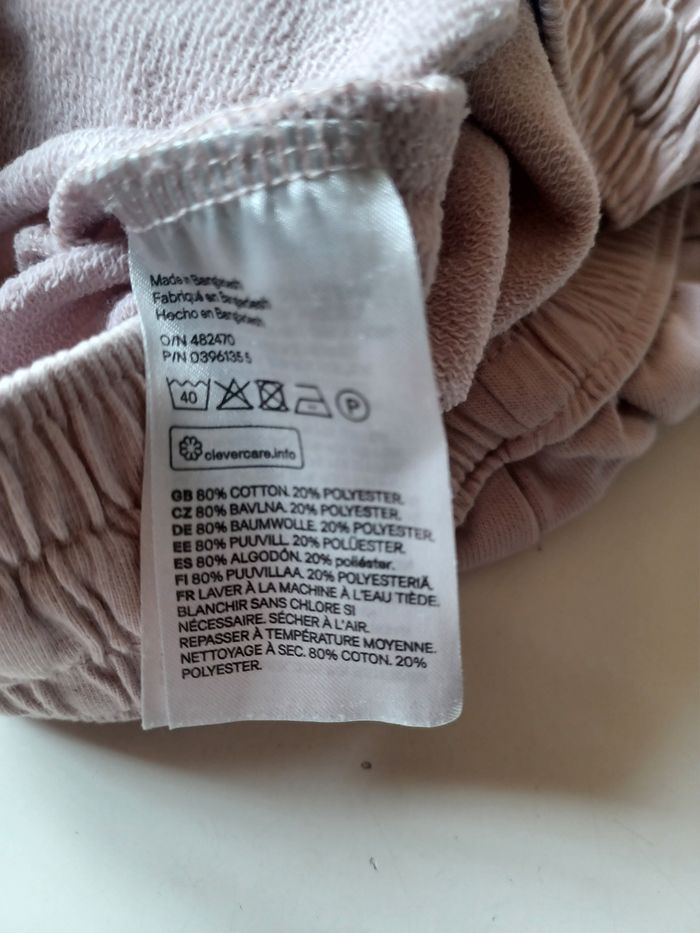 Made in Bangladesh
Fabriqué en Bangladesh
Hecho en Bangladesh
O/N 482470
P/N 0396135 5
40
P
clevercare.info
GB 80% COTTON. 20% POLYESTER.
CZ 80% BAVLNA. 20% POLYESTER.
DE 80% BAUMWOLLE. 20% POLYESTER.
EE 80% PUUVILL. 20% POLÜESTER.
ES 80% ALGODÓN. 20% poliéster.
FI 80% PUUVILLAA. 20% POLYESTERIÄ.
FR LAVER À LA MACHINE À L'EAU TIÈDE.
BLANCHIR SANS CHLORE SI
NÉCESSAIRE. SÉCHER À L'AIR.
REPASSER À TEMPÉRATURE MOYENNE.
NETTOYAGE À SEC. 80% COTON. 20%
POLYESTER.